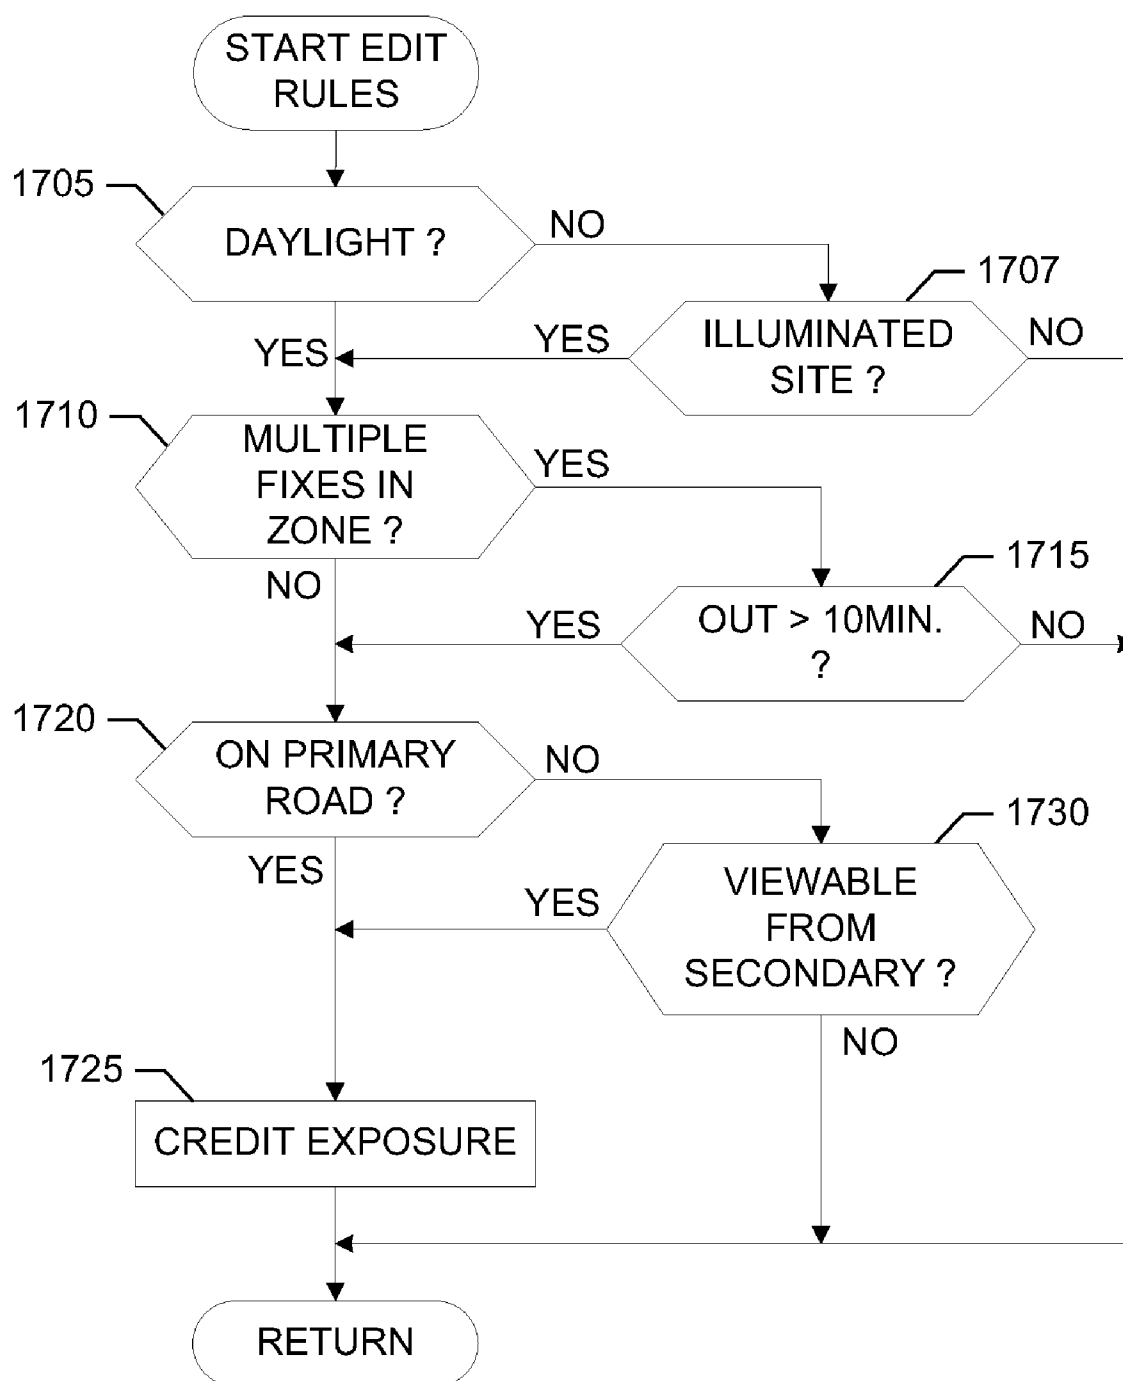 START EDIT
RULES
1705
DAYLIGHT ?
NO
1707
YES
YES
ILLUMINATED
SITE ?
NO
1710
MULTIPLE
FIXES IN
ZONE ?
YES
NO
1715
YES
OUT > 10MIN.
?
NO
1720
ON PRIMARY
ROAD ?
NO
1730
YES
YES
VIEWABLE
FROM
SECONDARY ?
NO
1725
CREDIT EXPOSURE
RETURN